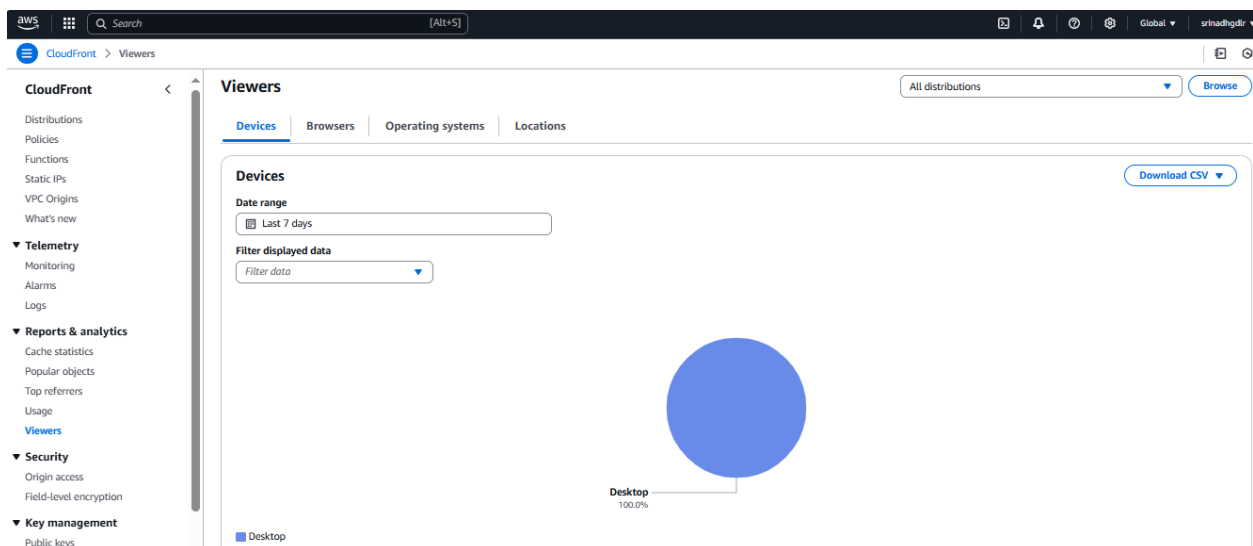 aws
Search [Alt+S] Global srinadhgdlr
CloudFront > Viewers
CloudFront
Distributions
Policies
Functions
Static IPs
VPC Origins
What's new
Telemetry
Monitoring
Alarms
Logs
Reports & analytics
Cache statistics
Popular objects
Top referrers
Usage
Viewers
Security
Origin access
Field-level encryption
Key management
Public keys
Viewers
All distributions
Browse
Devices Browsers Operating systems Locations
Devices
Download CSV
Date range
Last 7 days
Filter displayed data
Filter data
Desktop
100.0%
Desktop